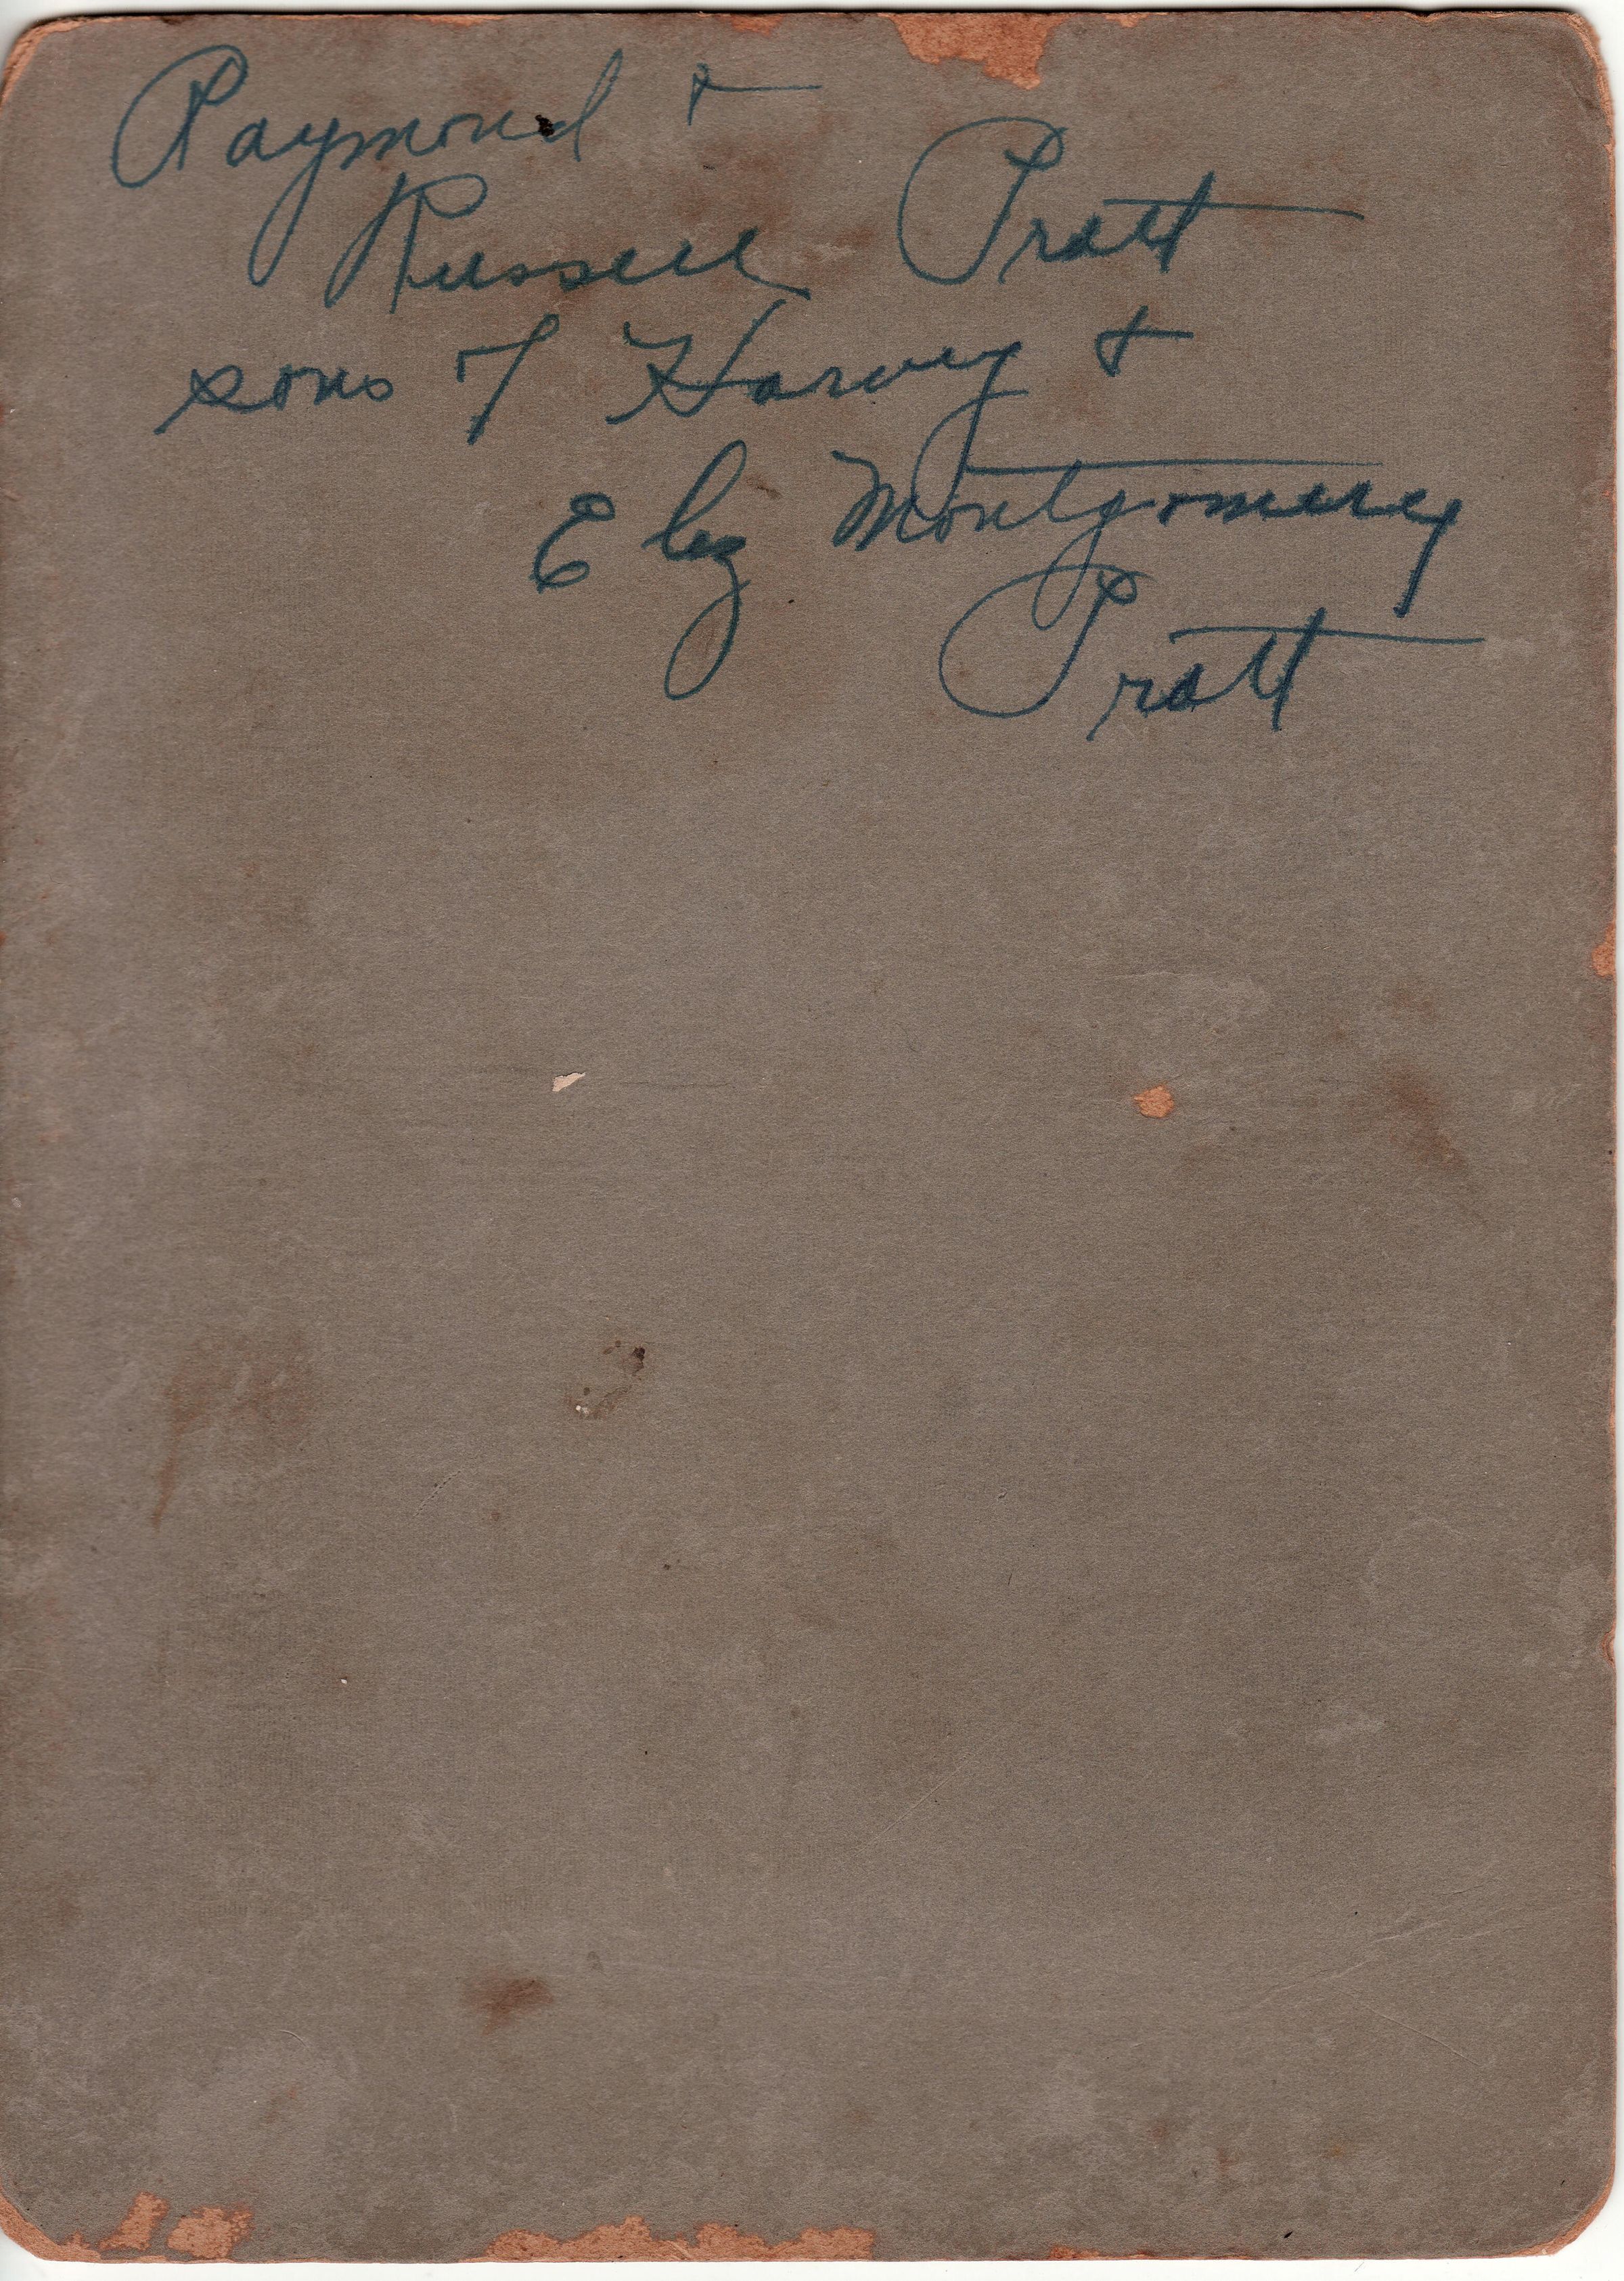 Raymond +
Russell Pratt
sons of Harvey +
Eliz Montgomery
Pratt